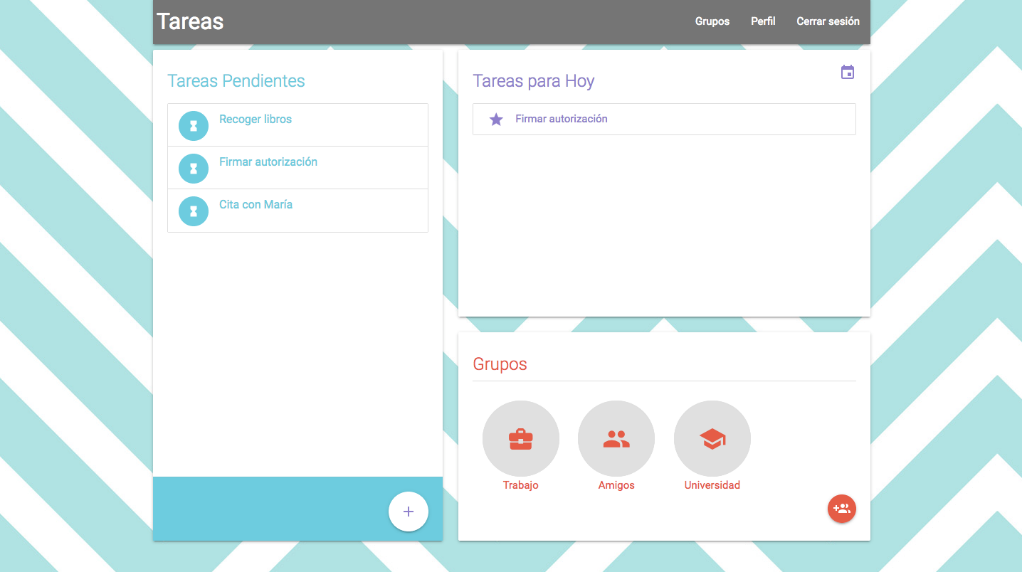 Tareas
Grupos Perfil Cerrar sesión
Tareas Pendientes
Recoger libros
Firmar autorización
Cita con María
Tareas para Hoy
Firmar autorización
Grupos
Trabajo
Amigos
Universidad